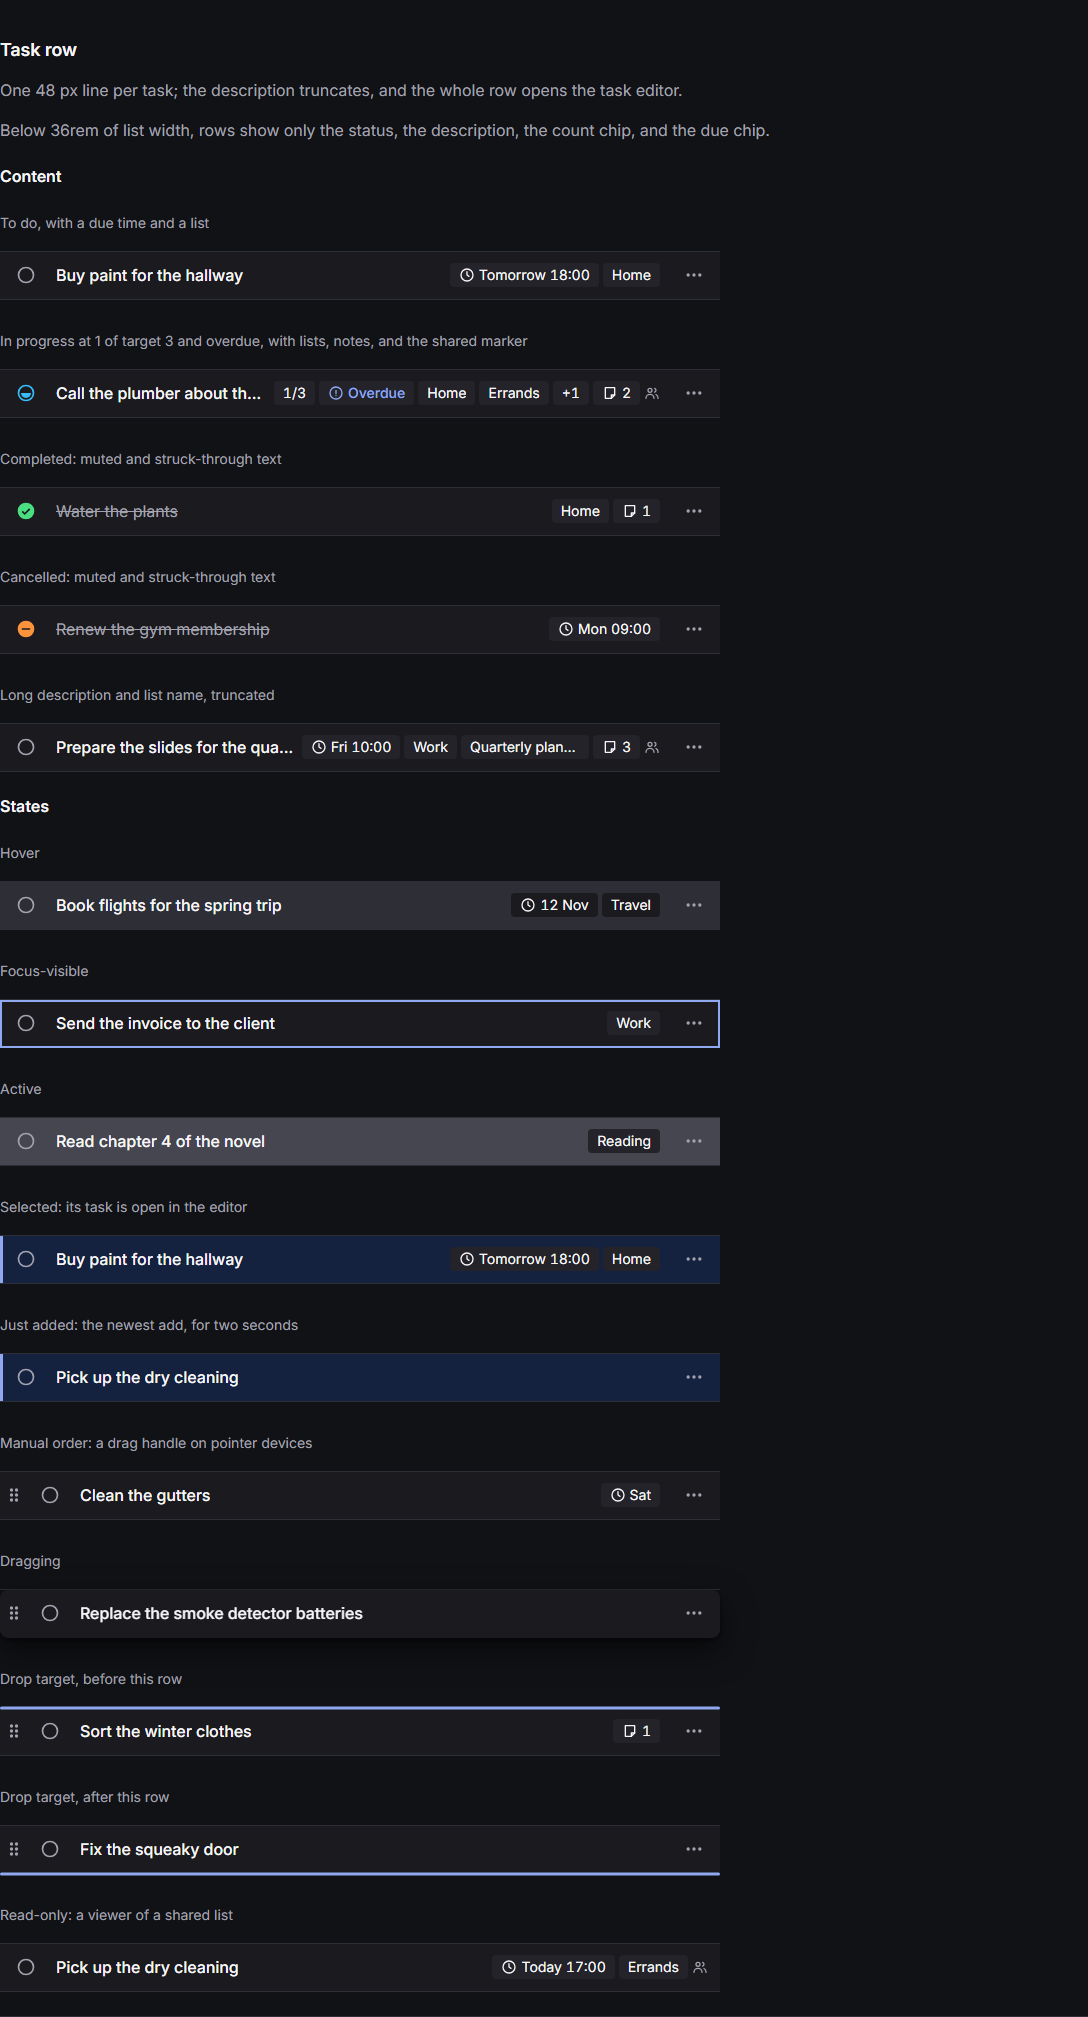 Task row
One 48 px line per task; the description truncates, and the whole row opens the task editor.
Below 36rem of list width, rows show only the status, the description, the count chip, and the due chip.
Content
To do, with a due time and a list
Buy paint for the hallway Tomorrow 18:00 Home
In progress at 1 of target 3 and overdue, with lists, notes, and the shared marker
Call the plumber about th... 1/3 Overdue Home Errands +1 2
Completed: muted and struck-through text
Water the plants Home 1
Cancelled: muted and struck-through text
Renew the gym membership Mon 09:00
Long description and list name, truncated
Prepare the slides for the qua... Fri 10:00 Work Quarterly plan... 3
States
Hover
Book flights for the spring trip 12 Nov Travel
Focus-visible
Send the invoice to the client Work
Active
Read chapter 4 of the novel Reading
Selected: its task is open in the editor
Buy paint for the hallway Tomorrow 18:00 Home
Just added: the newest add, for two seconds
Pick up the dry cleaning
Manual order: a drag handle on pointer devices
Clean the gutters Sat
Dragging
Replace the smoke detector batteries
Drop target, before this row
Sort the winter clothes 1
Drop target, after this row
Fix the squeaky door
Read-only: a viewer of a shared list
Pick up the dry cleaning Today 17:00 Errands